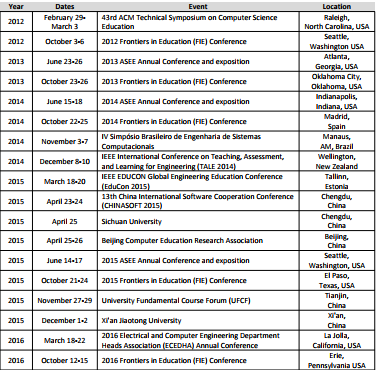 Year Dates Event Location
2012 February 29- March 3 43rd ACM Technical Symposium on Computer Science Education Raleigh, North Carolina, USA
2012 October 3-6 2012 Frontiers in Education (FIE) Conference Seattle, Washington USA
2013 June 23-26 2013 ASEE Annual Conference and exposition Atlanta, Georgia, USA
2013 October 23-26 2013 Frontiers in Education (FIE) Conference Oklahoma City, Oklahoma, USA
2014 June 15-18 2014 ASEE Annual Conference and exposition Indianapolis, Indiana, USA
2014 October 22-25 2014 Frontiers in Education (FIE) Conference Madrid, Spain
2014 November 3-7 IV Simpósio Brasileiro de Engenharia de Sistemas Computacionais Manaus, AM, Brazil
2014 December 8-10 IEEE International Conference on Teaching, Assessment, and Learning for Engineering (TALE 2014) Wellington, New Zealand
2015 March 18-20 IEEE EDUCON Global Engineering Education Conference (EduCon 2015) Tallinn, Estonia
2015 April 23-24 13th China International Software Cooperation Conference (CHINASOFT 2015) Chengdu, China
2015 April 25 Sichuan University Chengdu, China
2015 April 25-26 Beijing Computer Education Research Association Beijing, China
2015 June 14-17 2015 ASEE Annual Conference and exposition Seattle, Washington, USA
2015 October 21-24 2015 Frontiers in Education (FIE) Conference El Paso, Texas, USA
2015 November 27-29 University Fundamental Course Forum (UFCF) Tianjin, China
2015 December 1-2 Xi'an Jiaotong University Xi'an, China
2016 March 18-22 2016 Electrical and Computer Engineering Department Heads Association (ECEDHA) Annual Conference La Jolla, California, USA
2016 October 12-15 2016 Frontiers in Education (FIE) Conference Erie, Pennsylvania USA